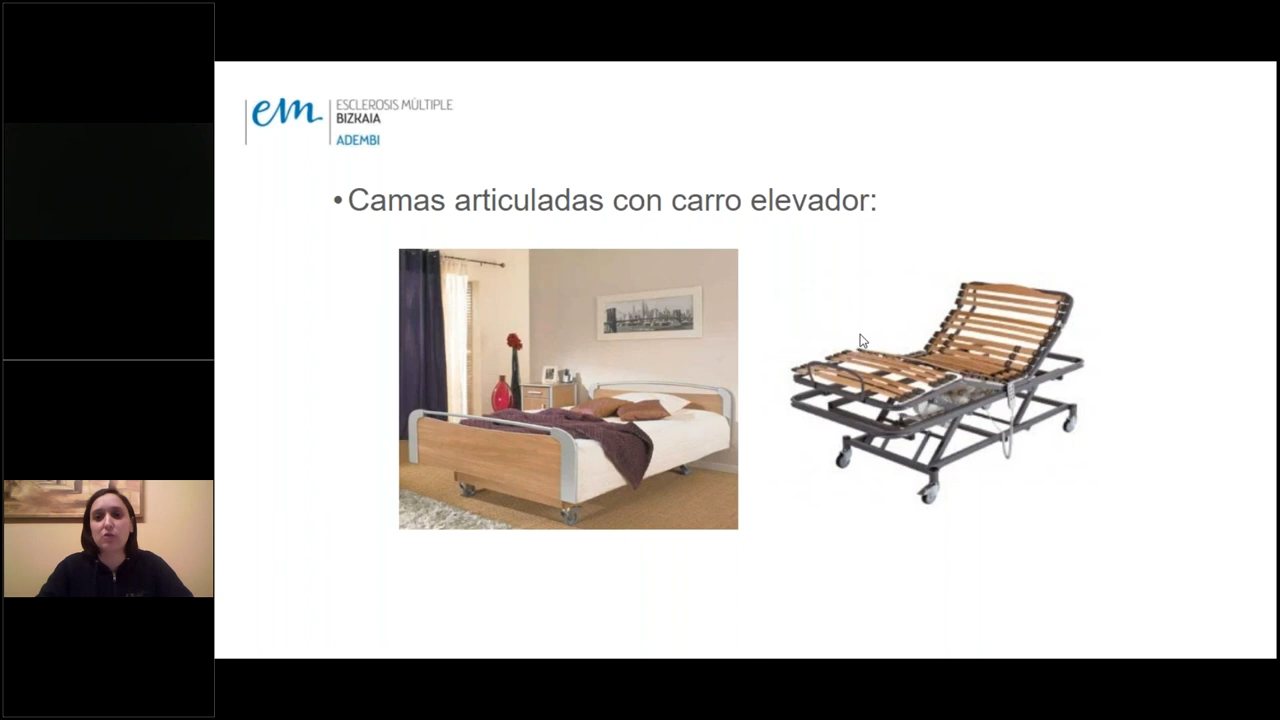 em
ESCLEROSIS MÚLTIPLE
BIZKAIA
ADEMBI
• Camas articuladas con carro elevador: